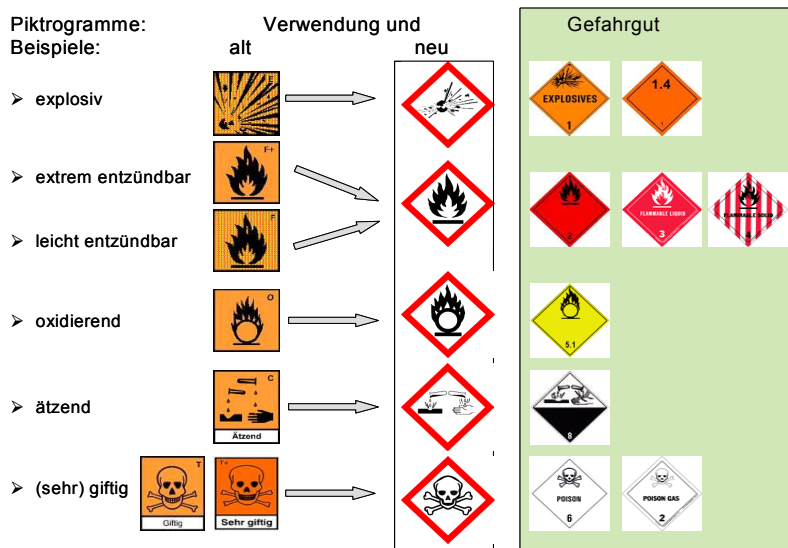 Piktrogramme: Verwendung und Gefahrgut
Beispiele: alt neu
➢ explosiv
E
EXPLOSIVES
1
1.4
1
➢ extrem entzündbar
F+
➢ leicht entzündbar
F
2
FLAMMABLE LIQUID
3
FLAMMABLE SOLID
4
➢ oxidierend
O
5.1
➢ ätzend
C
Ätzend
8
➢ (sehr) giftig
T
Giftig
T+
Sehr giftig
POISON
6
POISON GAS
2